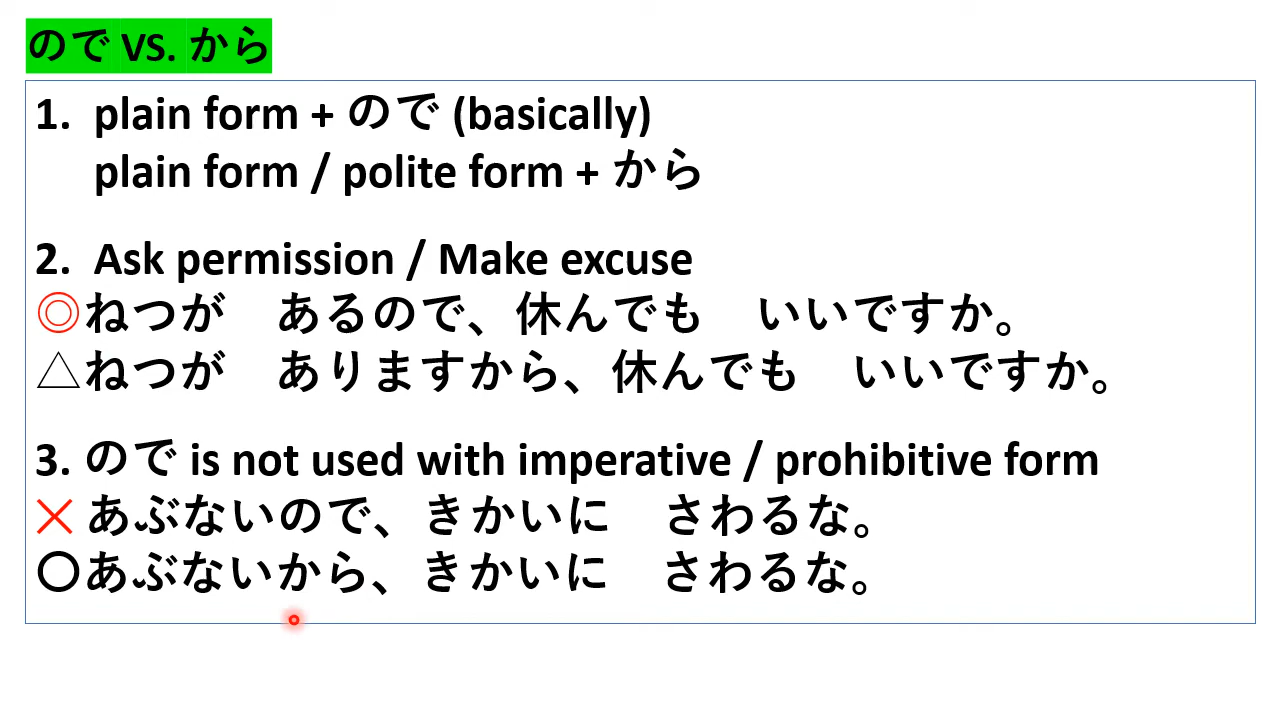 ので VS. から
1. plain form + ので (basically)
plain form / polite form + から
2. Ask permission / Make excuse
◎ねつが　あるので、休んでも　いいですか。
△ねつが　ありますから、休んでも　いいですか。
3. ので is not used with imperative / prohibitive form
×あぶないので、きかいに　さわるな。
〇あぶないから、きかいに　さわるな。